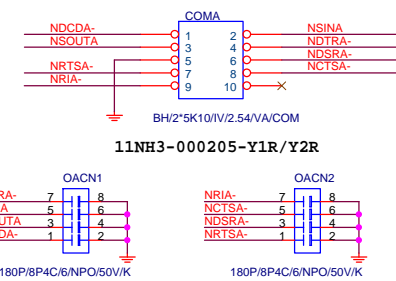 COMA
NDCDA- 1 2 NSINA
NSOUTA 3 4 NDTRA-
5 6 NDSRA-
NRTSA- 7 8 NCTSA-
NRIA- 9 10
BH/2*5K10/IV/2.54/VA/COM
11NH3-000205-Y1R/Y2R
OACN1 OACN2
RA- 7 8 NRIA- 7 8
A 5 6 NCTSA- 5 6
UTA 3 4 NDSRA- 3 4
DA- 1 2 NRTSA- 1 2
180P/8P4C/6/NPO/50V/K 180P/8P4C/6/NPO/50V/K